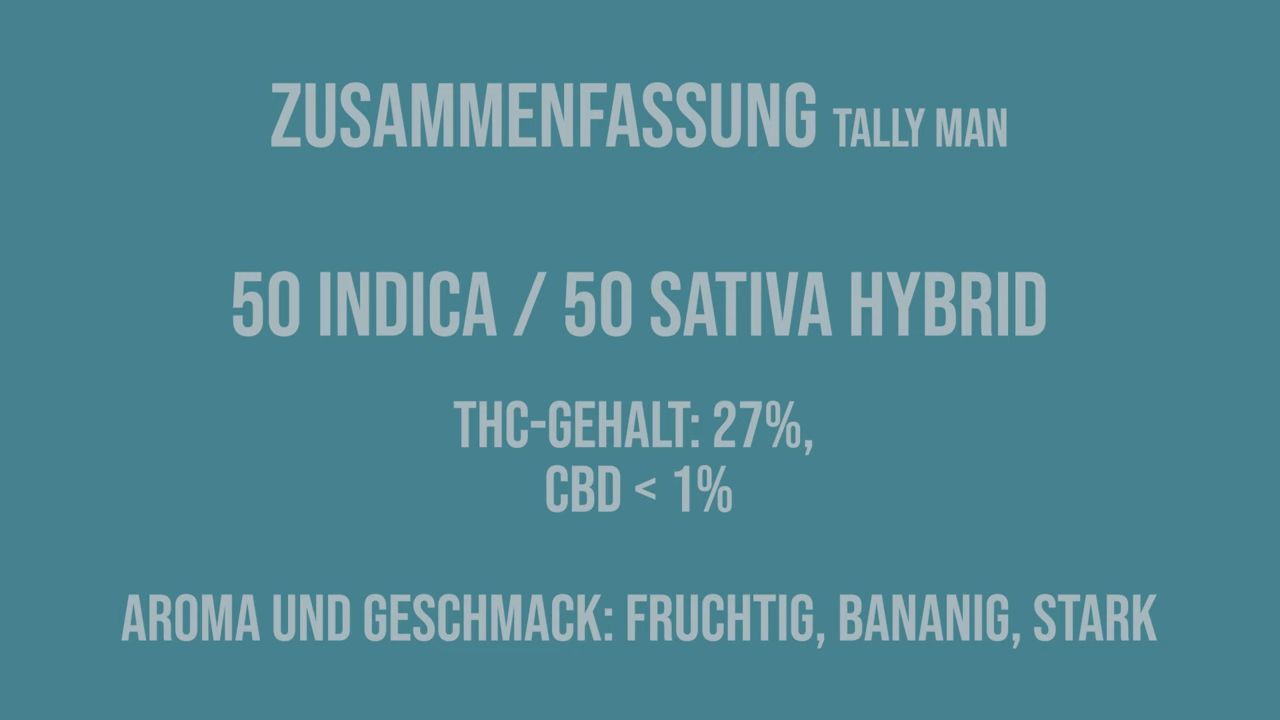 ZUSAMMENFASSUNG TALLY MAN
50 INDICA / 50 SATIVA HYBRID
THC-GEHALT: 27%,
CBD < 1%
AROMA UND GESCHMACK: FRUCHTIG, BANANIG, STARK